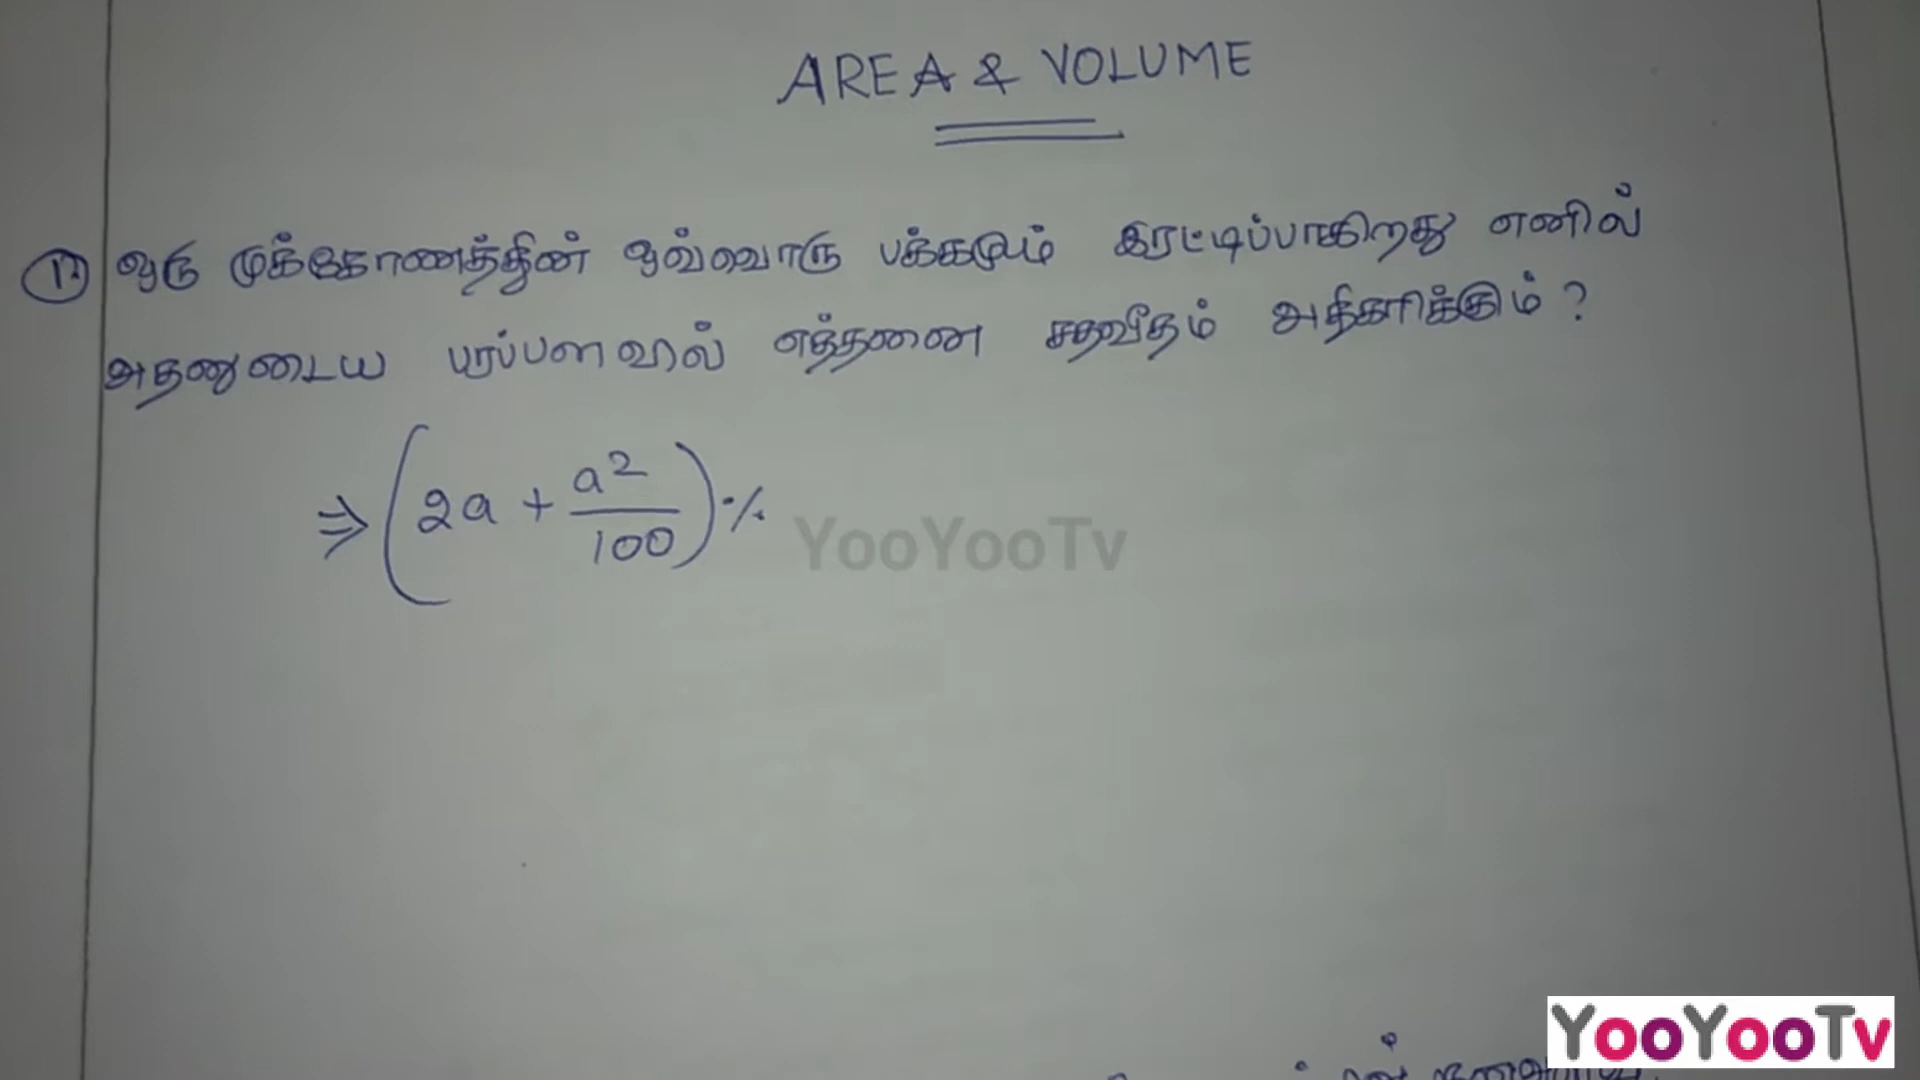 AREA & VOLUME
1. ஒரு முக்கோணத்தின் ஒவ்வொரு பக்கமும் இரட்டிப்பாகிறது எனில்
அதனுடைய பரப்பளவால் எத்தனை சதவீதம் அதிகரிக்கும் ?
⇒ (2a + a²/100) %
YooYooTv
YooYooTv